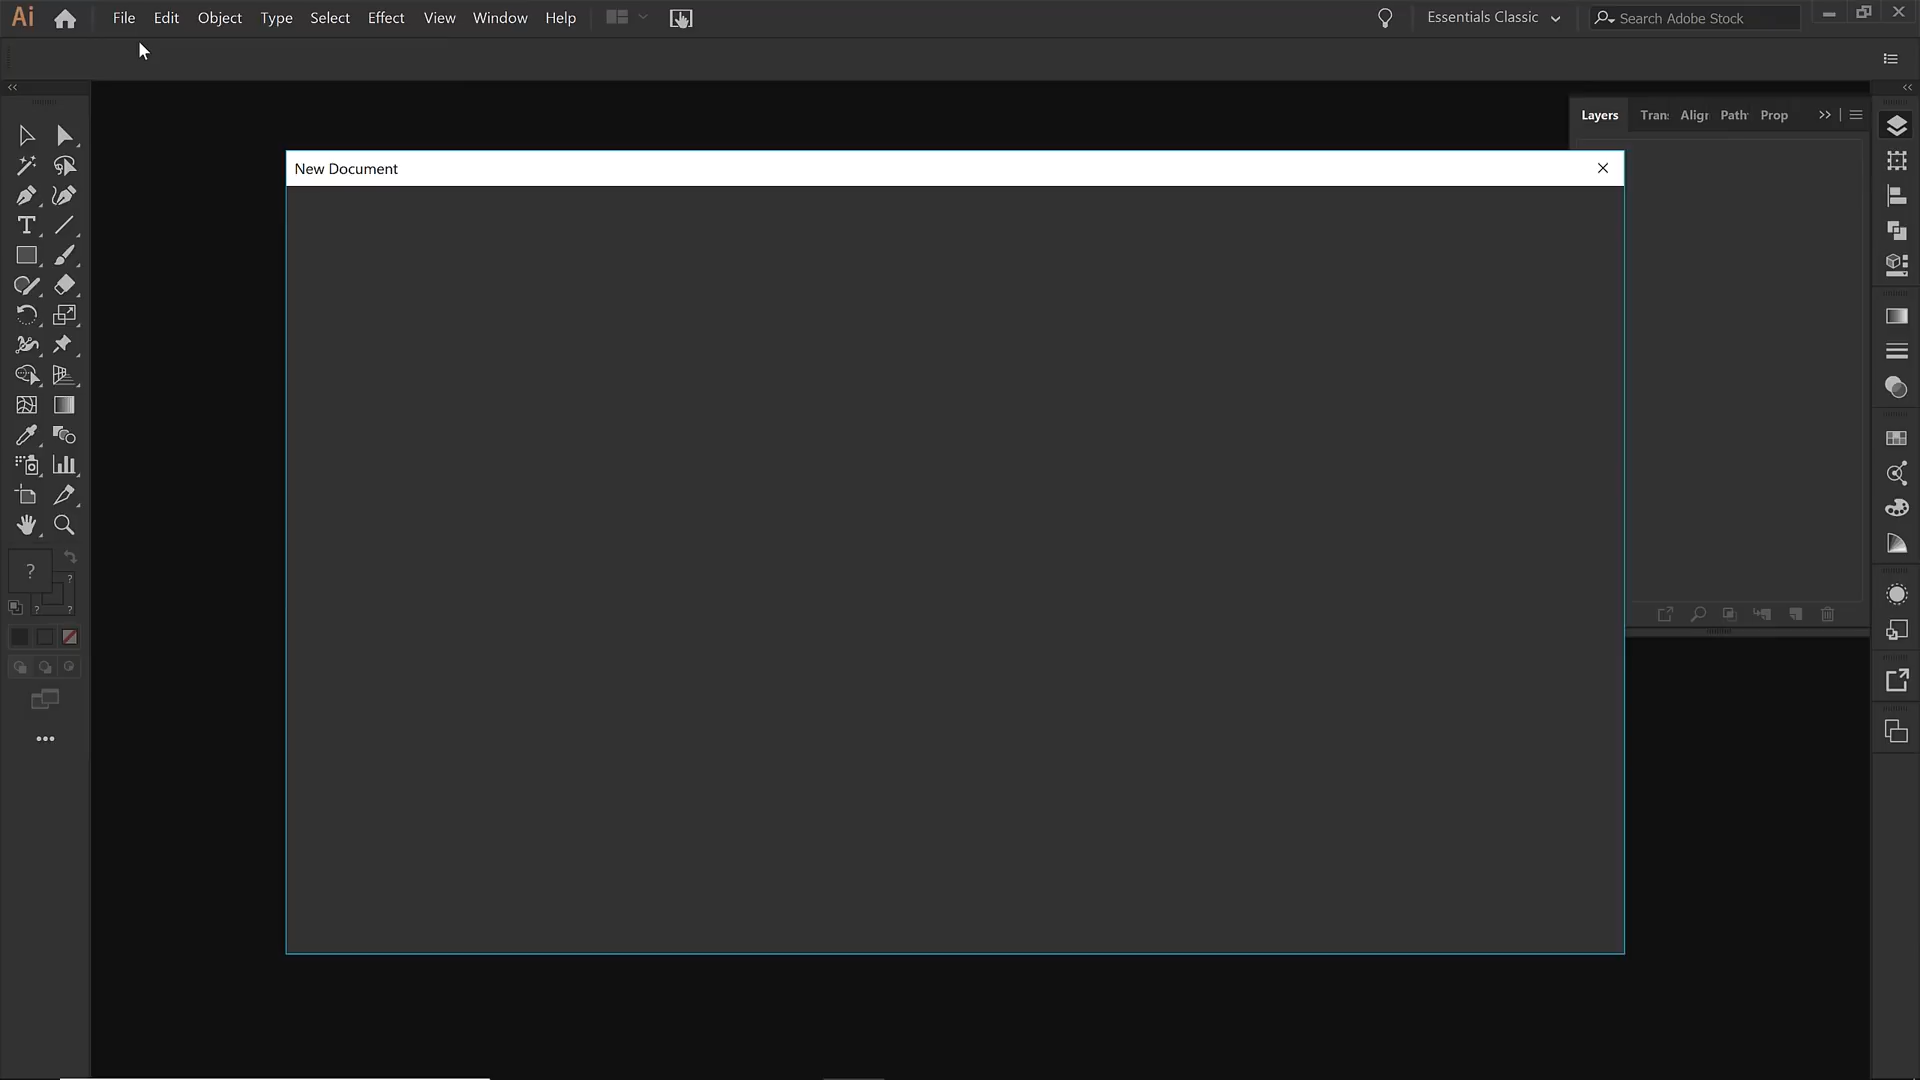 Ai File Edit Object Type Select Effect View Window Help Essentials Classic Search Adobe Stock
Layers Tran: Aligr Path Prop
New Document
?
?
? ?